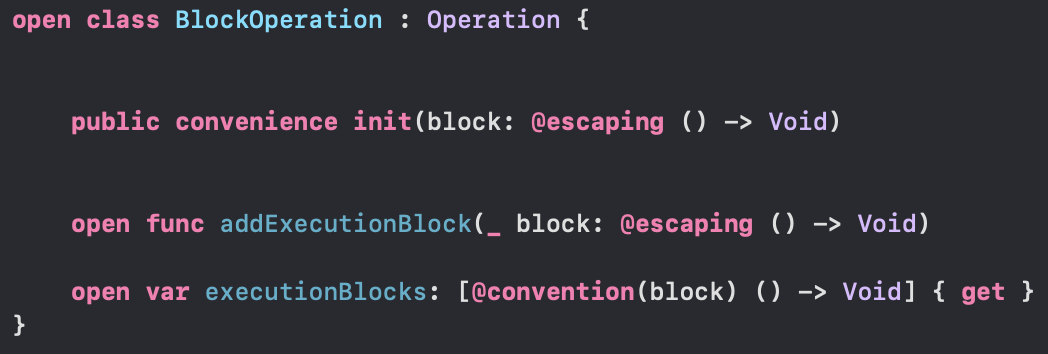 open class BlockOperation : Operation {
public convenience init(block: @escaping () -> Void)
open func addExecutionBlock(_ block: @escaping () -> Void)
open var executionBlocks: [@convention(block) () -> Void] { get }
}